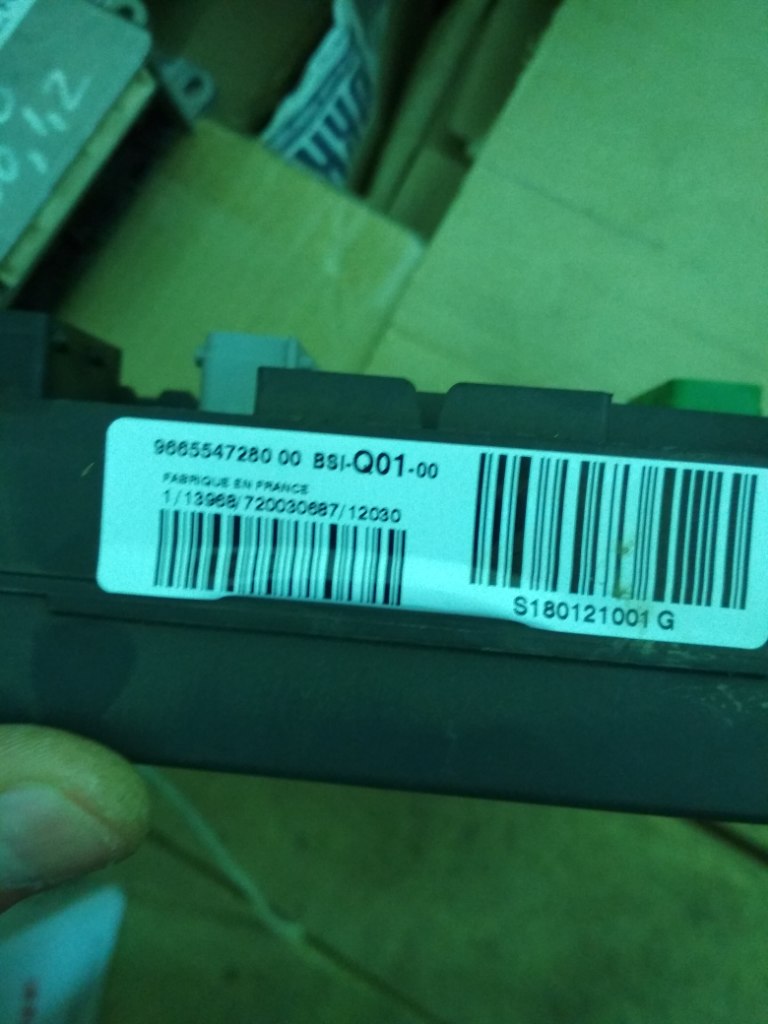 9665547280 00 BSI-Q01-00
FABRIQUE EN FRANCE
1/13968/720030687/12030
S180121001 G